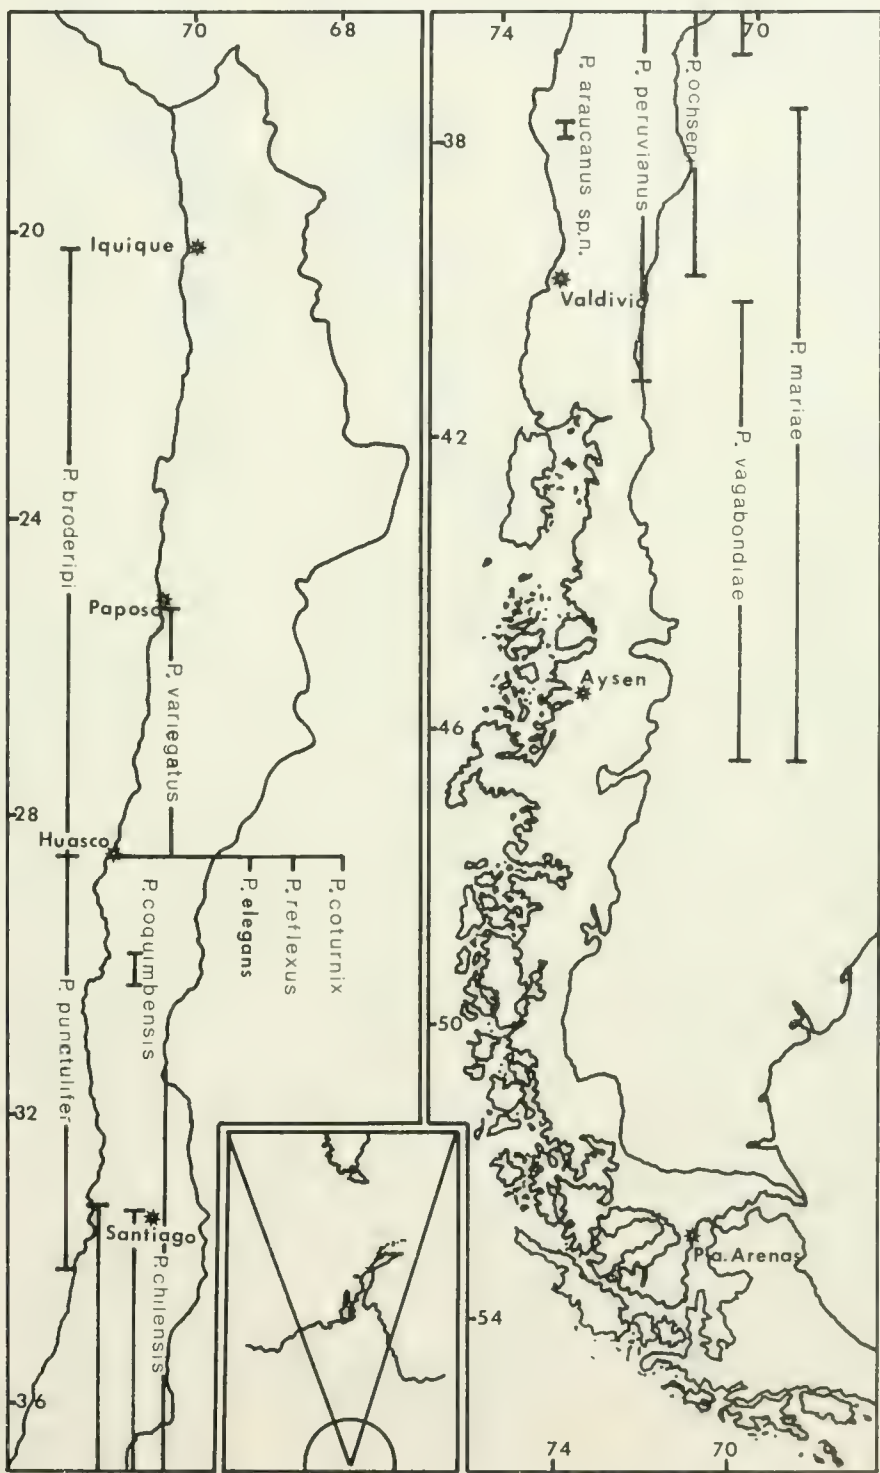 70
68
20
Iquique
P. broderipi
24
Paposo
P. variegatus
28
Huasco
P. coturnix
P. reflexus
P. elegans
P. coquimbensis
P. punctulifer
32
Santiago
P. chilensis
36
74
70
P. ochseni
P. peruvianus
P. araucanus sp.n.
38
Valdivia
P. mariae
P. vagabondiae
42
Aysen
46
50
Pta. Arenas
54
74
70